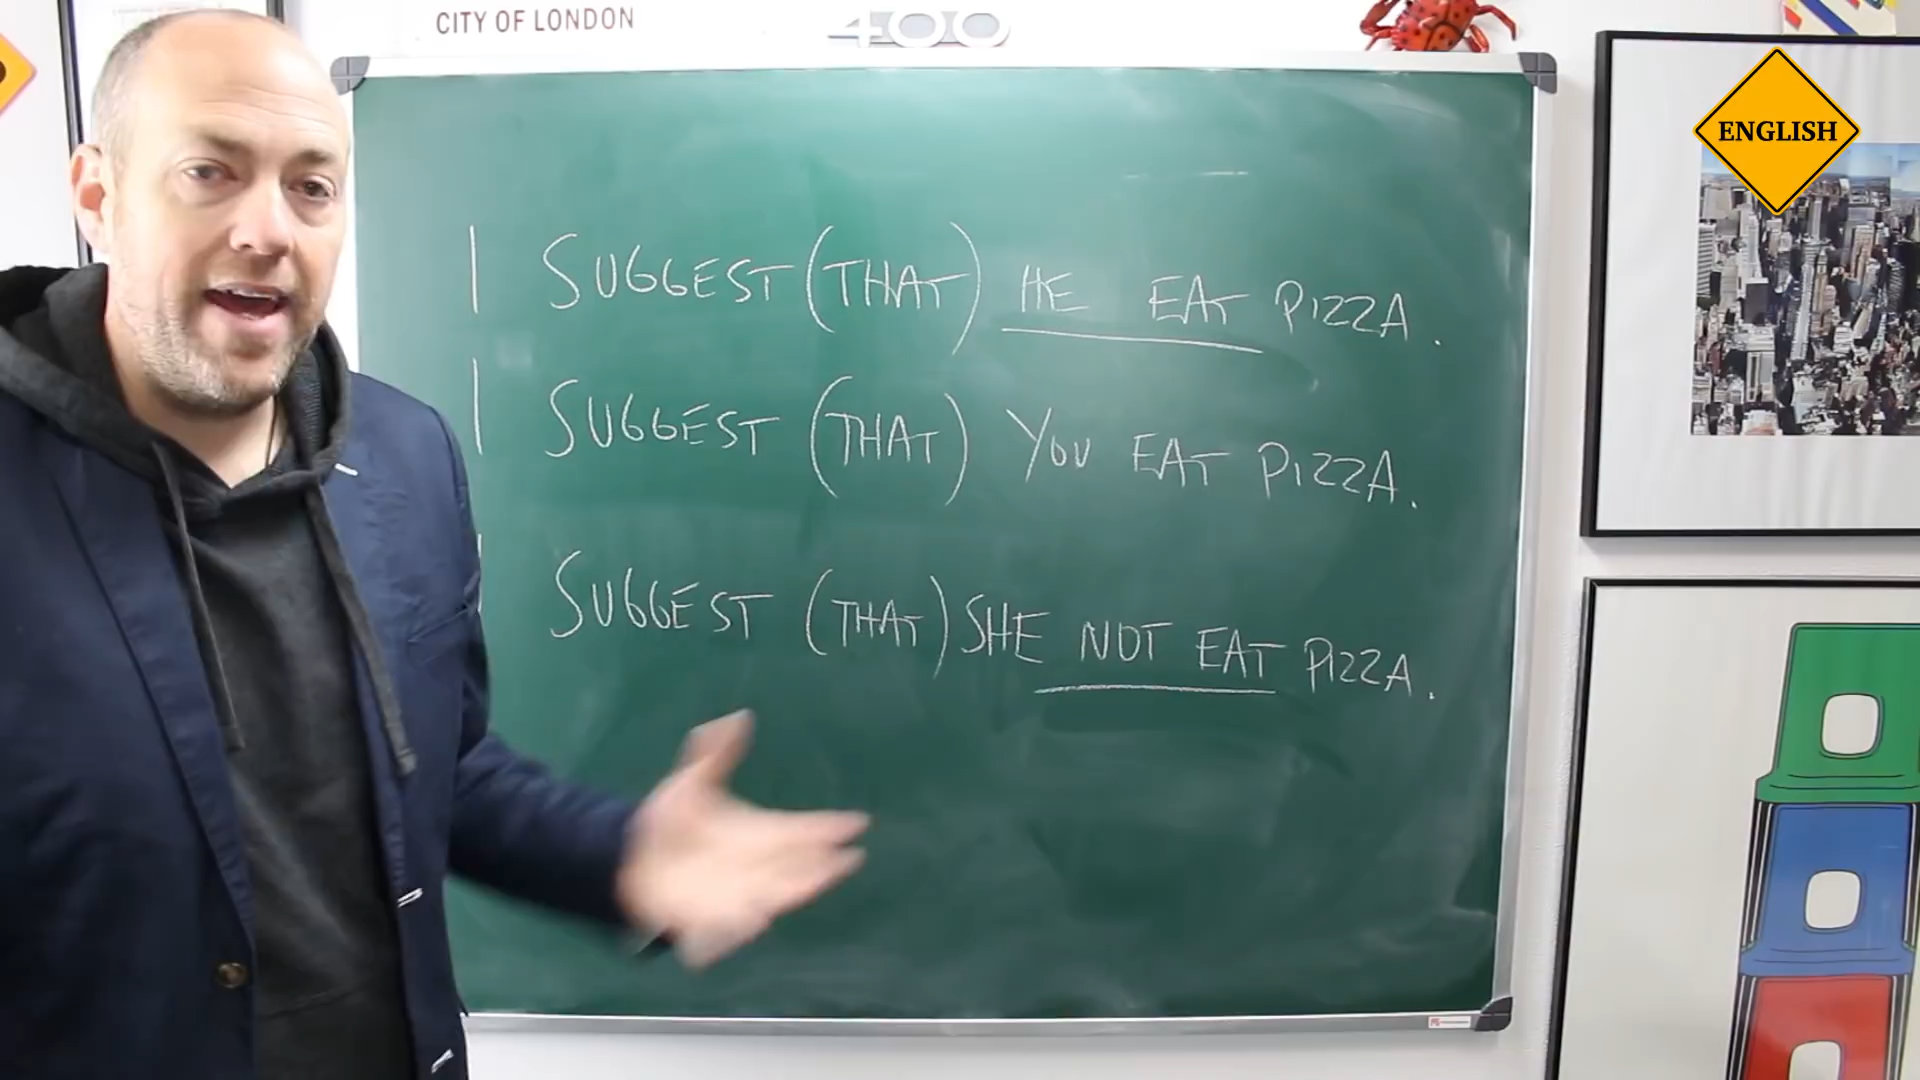 CITY OF LONDON
400
ENGLISH
I SUGGEST (THAT) HE EAT PIZZA.
I SUGGEST (THAT) YOU EAT PIZZA.
I SUGGEST (THAT) SHE NOT EAT PIZZA.